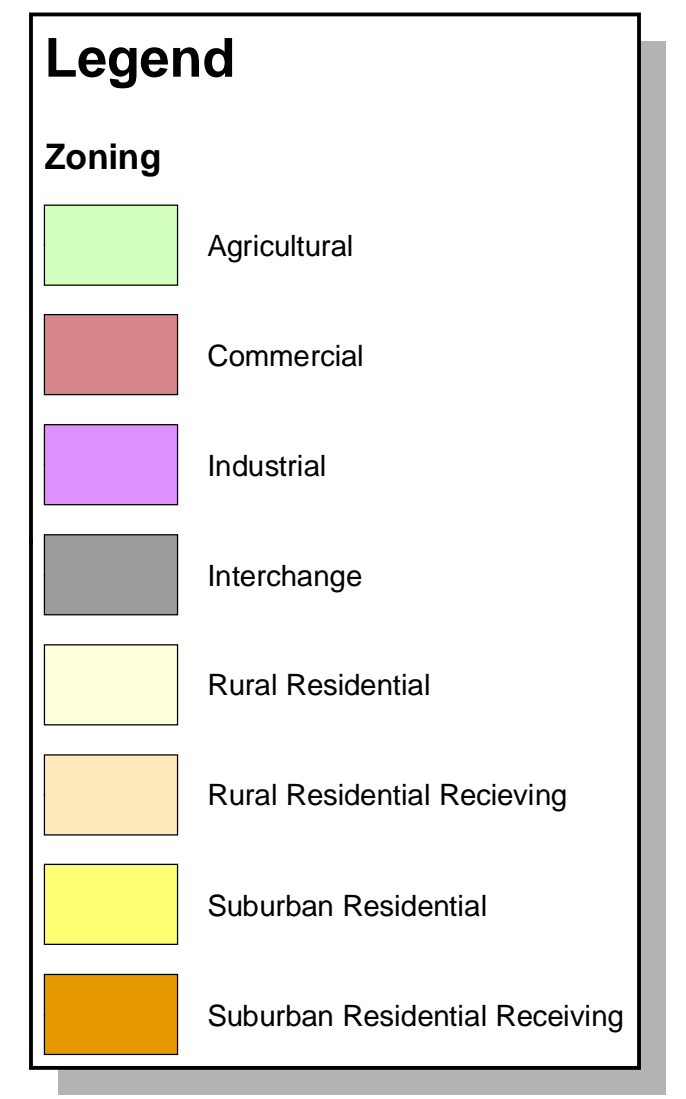 Legend
Zoning
Agricultural
Commercial
Industrial
Interchange
Rural Residential
Rural Residential Recieving
Suburban Residential
Suburban Residential Receiving